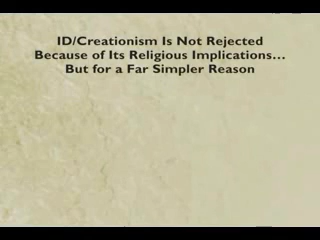 ID/Creationism Is Not Rejected
Because of Its Religious Implications…
But for a Far Simpler Reason